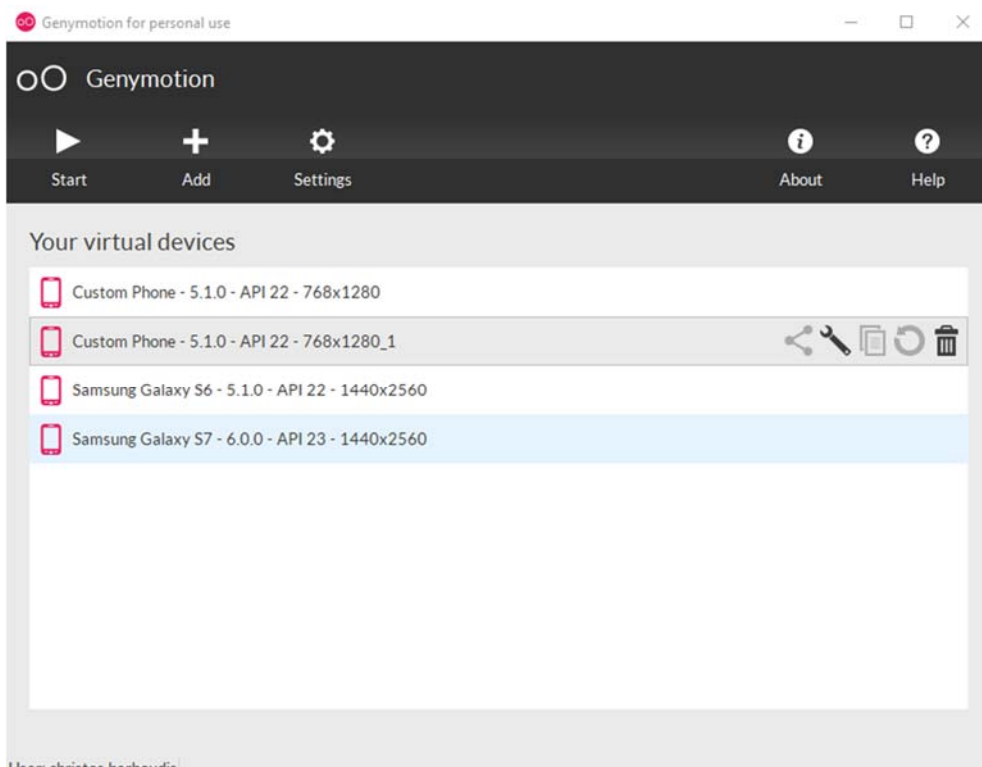 Genymotion for personal use
Genymotion
Start Add Settings About Help
Your virtual devices
Custom Phone - 5.1.0 - API 22 - 768x1280
Custom Phone - 5.1.0 - API 22 - 768x1280_1
Samsung Galaxy S6 - 5.1.0 - API 22 - 1440x2560
Samsung Galaxy S7 - 6.0.0 - API 23 - 1440x2560